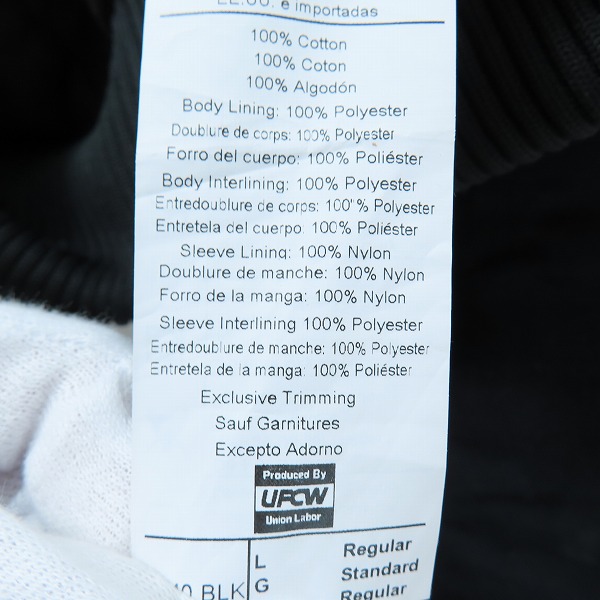 EE.UU. e importadas
100% Cotton
100% Coton
100% Algodón
Body Lining: 100% Polyester
Doublure de corps: 100% Polyester
Forro del cuerpo: 100% Poliéster
Body Interlining: 100% Polyester
Entredoublure de corps: 100% Polyester
Entretela del cuerpo: 100% Poliéster
Sleeve Lining: 100% Nylon
Doublure de manche: 100% Nylon
Forro de la manga: 100% Nylon
Sleeve Interlining 100% Polyester
Entredoublure de manche: 100% Polyester
Entretela de la manga: 100% Poliéster
Exclusive Trimming
Sauf Garnitures
Excepto Adorno
Produced By
UFCW
Union Labor
L Regular
G Standard
BLK Regular